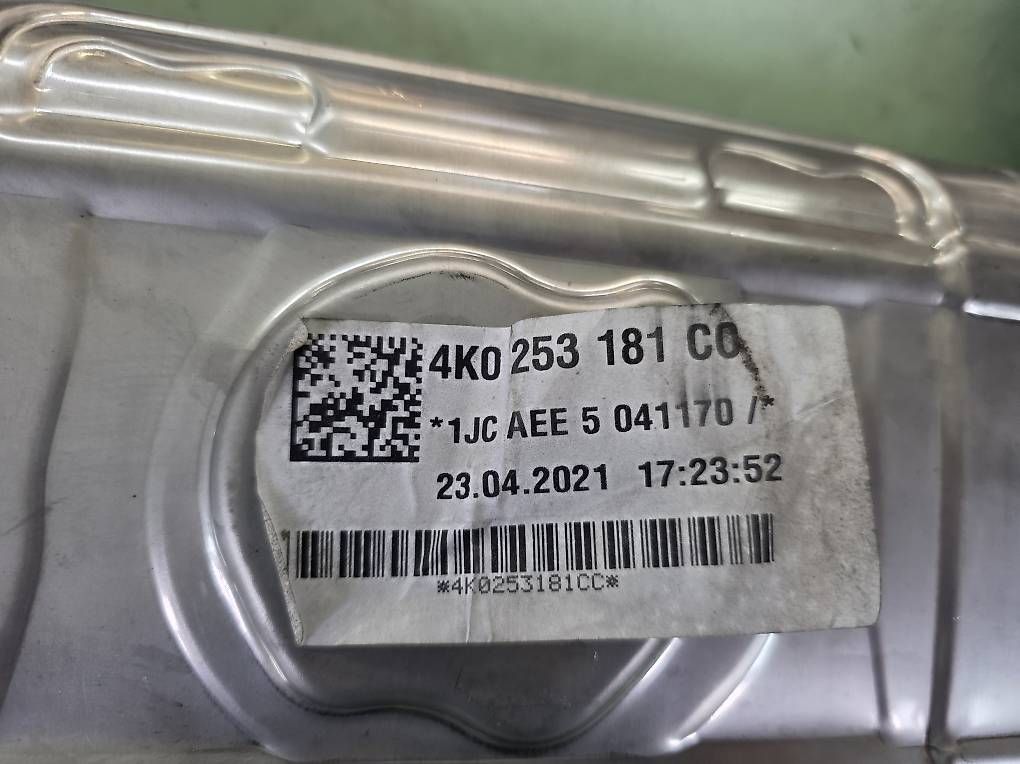 4K0 253 181 CC
*1JC AEE 5 041170 /*
23.04.2021 17:23:52
*4K0253181CC*